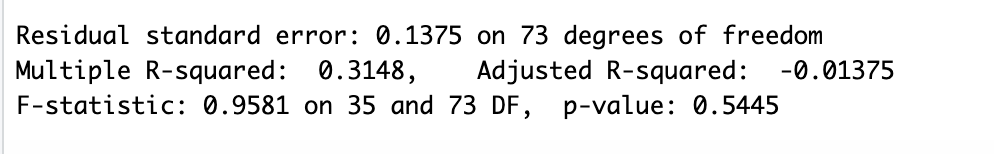 Residual standard error: 0.1375 on 73 degrees of freedom
Multiple R-squared:  0.3148,    Adjusted R-squared:  -0.01375
F-statistic: 0.9581 on 35 and 73 DF,  p-value: 0.5445